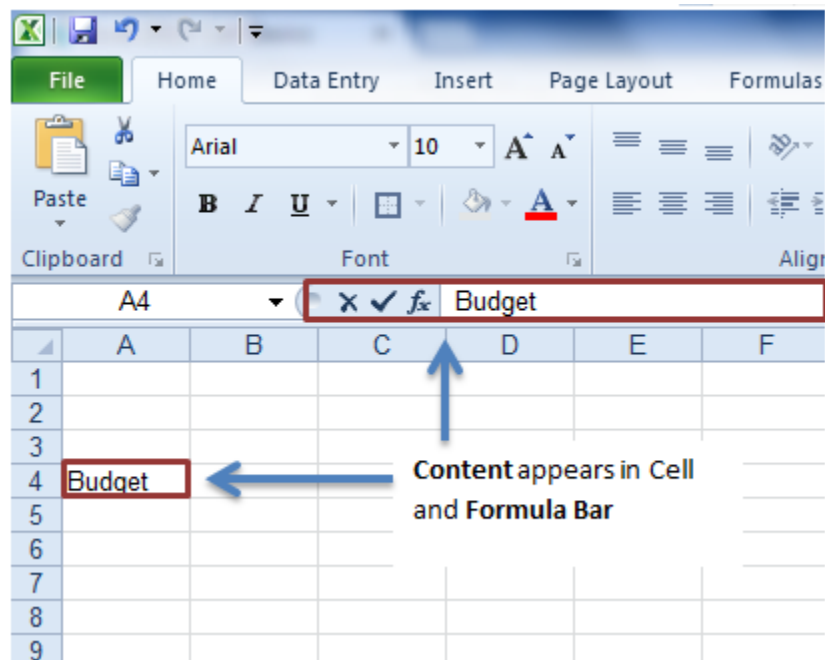 File Home Data Entry Insert Page Layout Formulas
Arial 10 A A
Paste
B I U A
Clipboard Font Align
A4 fx Budget
A B C D E F
1
2
3
4 Budget
Content appears in Cell
and Formula Bar
5
6
7
8
9